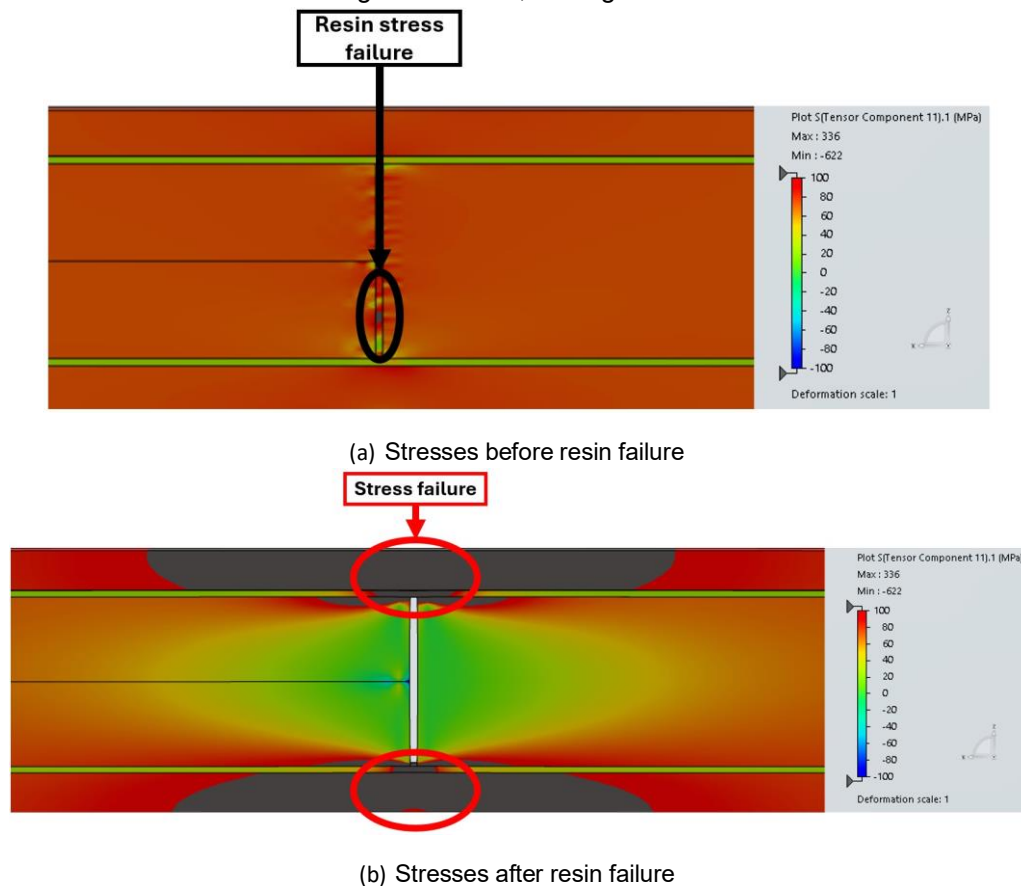 Resin stress
failure
Plot S(Tensor Component 11).1 (MPa)
Max : 336
Min : -622
100
80
60
40
20
0
-20
-40
-60
-80
-100
Deformation scale: 1
(a) Stresses before resin failure
Stress failure
Plot S(Tensor Component 11).1 (MPa)
Max : 336
Min : -622
100
80
60
40
20
0
-20
-40
-60
-80
-100
Deformation scale: 1
(b) Stresses after resin failure